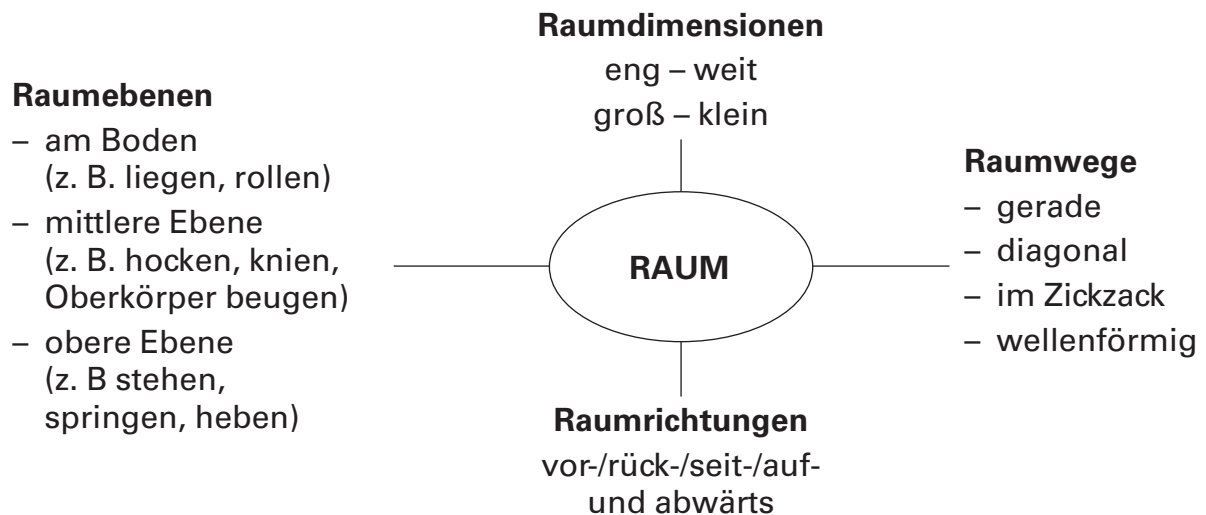 Raumdimensionen
eng – weit
groß – klein
Raumebenen
– am Boden
(z. B. liegen, rollen)
– mittlere Ebene
(z. B. hocken, knien,
Oberkörper beugen)
– obere Ebene
(z. B stehen,
springen, heben)
RAUM
Raumwege
– gerade
– diagonal
– im Zickzack
– wellenförmig
Raumrichtungen
vor-/rück-/seit-/auf-
und abwärts